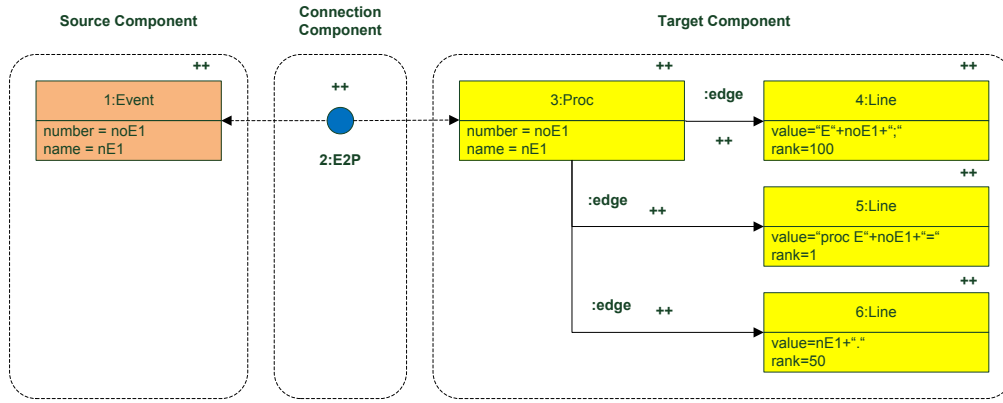 Source Component
Connection
Component
Target Component
++
1:Event
number = noE1
name = nE1
++
2:E2P
++
3:Proc
number = noE1
name = nE1
:edge
++
++
4:Line
value=“E“+noE1+“;“
rank=100
:edge
++
++
5:Line
value=“proc E“+noE1+“=“
rank=1
:edge
++
++
6:Line
value=nE1+“.“
rank=50